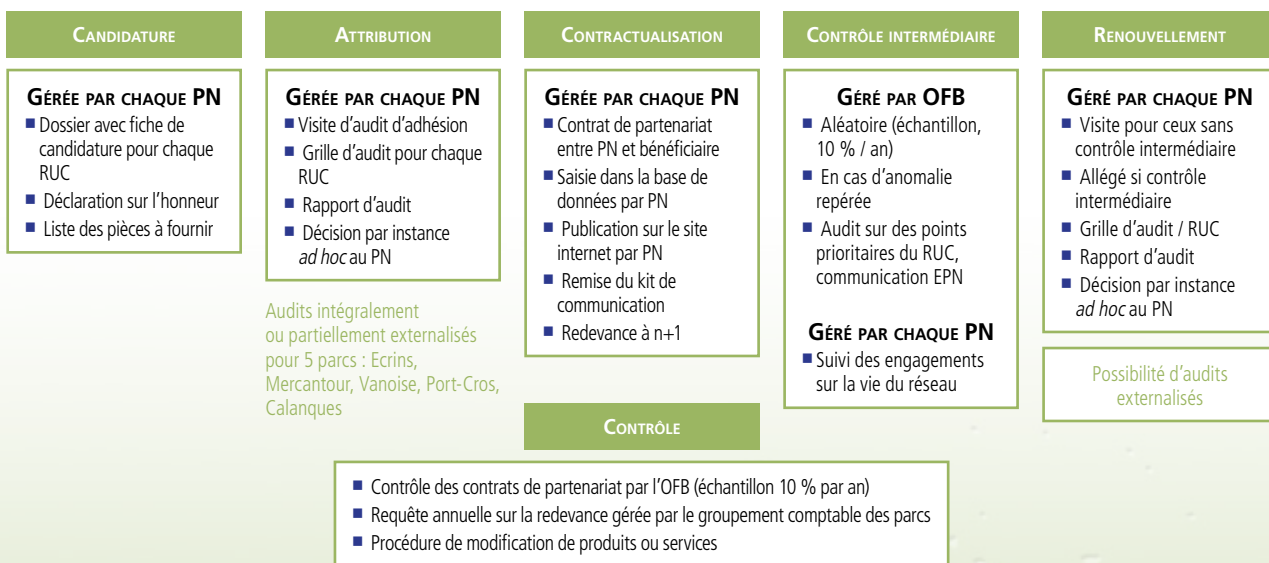 CANDIDATURE
GÉRÉE PAR CHAQUE PN
■ Dossier avec fiche de
candidature pour chaque
RUC
■ Déclaration sur l'honneur
■ Liste des pièces à fournir
ATTRIBUTION
GÉRÉE PAR CHAQUE PN
■ Visite d'audit d'adhésion
■ Grille d'audit pour chaque
RUC
■ Rapport d'audit
■ Décision par instance
ad hoc au PN
Audits intégralement
ou partiellement externalisés
pour 5 parcs : Ecrins,
Mercantour, Vanoise, Port-Cros,
Calanques
CONTRACTUALISATION
GÉRÉE PAR CHAQUE PN
■ Contrat de partenariat
entre PN et bénéficiaire
■ Saisie dans la base de
données par PN
■ Publication sur le site
internet par PN
■ Remise du kit de
communication
■ Redevance à n+1
CONTRÔLE INTERMÉDIAIRE
GÉRÉ PAR OFB
■ Aléatoire (échantillon,
10 % / an)
■ En cas d'anomalie
repérée
■ Audit sur des points
prioritaires du RUC,
communication EPN
GÉRÉ PAR CHAQUE PN
■ Suivi des engagements
sur la vie du réseau
RENOUVELLEMENT
GÉRÉ PAR CHAQUE PN
■ Visite pour ceux sans
contrôle intermédiaire
■ Allégé si contrôle
intermédiaire
■ Grille d'audit / RUC
■ Rapport d'audit
■ Décision par instance
ad hoc au PN
Possibilité d'audits
externalisés
CONTRÔLE
■ Contrôle des contrats de partenariat par l'OFB (échantillon 10 % par an)
■ Requête annuelle sur la redevance gérée par le groupement comptable des parcs
■ Procédure de modification de produits ou services